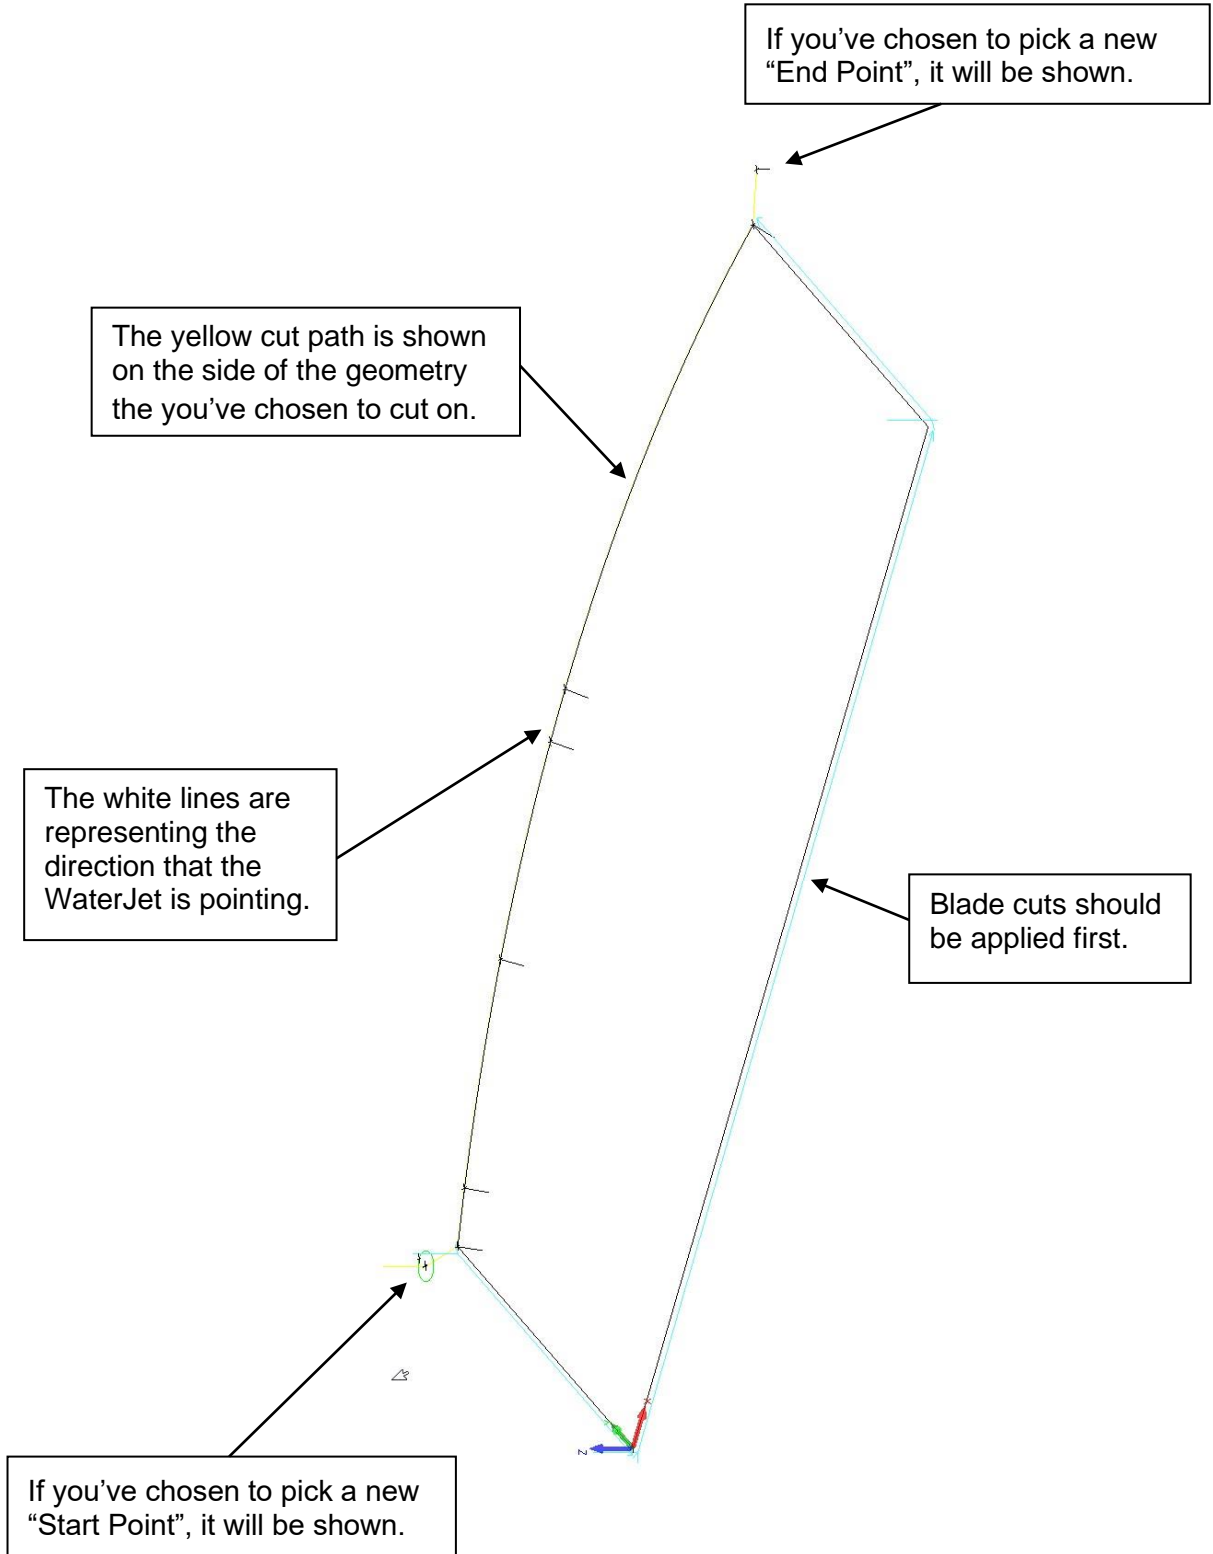 If you’ve chosen to pick a new
“End Point”, it will be shown.
The yellow cut path is shown
on the side of the geometry
the you’ve chosen to cut on.
The white lines are
representing the
direction that the
WaterJet is pointing.
Blade cuts should
be applied first.
X
Z
If you’ve chosen to pick a new
“Start Point”, it will be shown.